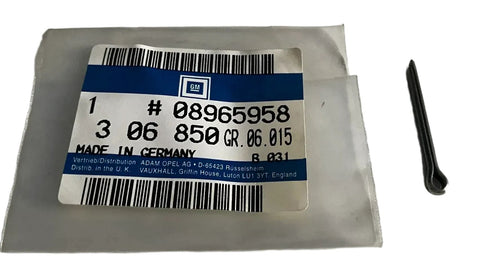 GM
1 # 08965958
3 06 850 GR.06.015
MADE IN GERMANY B 031
Vertrieb/Distribution ADAM OPEL AG • D-65423 Rüsselsheim
Distrib. in the U. K. VAUXHALL, Griffin House, Luton LU1 3YT, England